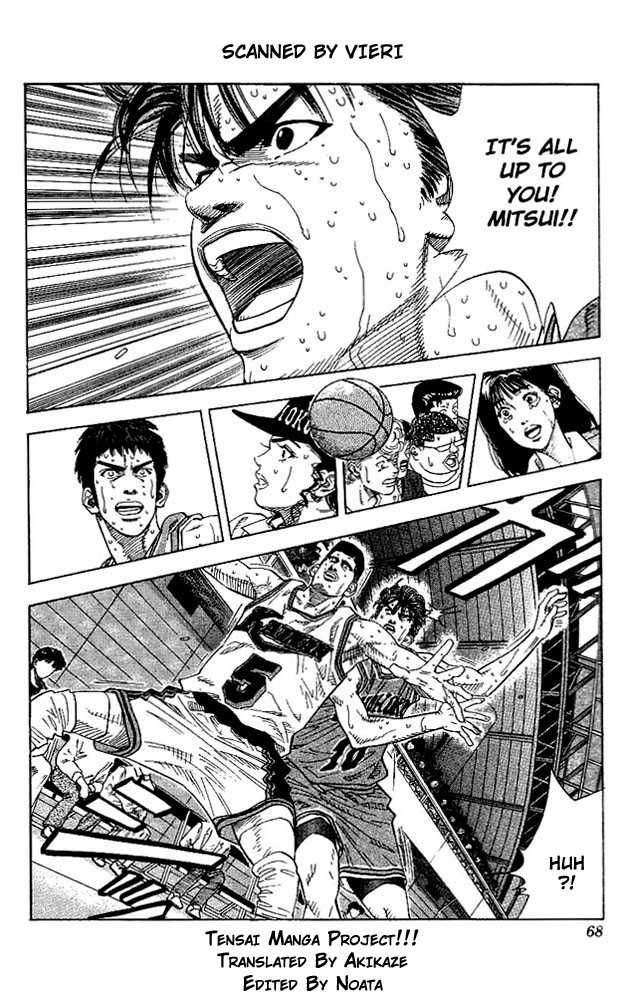 SCANNED BY VIERI
IT'S ALL
UP TO
YOU!
MITSUI!!
5
HUH
?!
68
TENSAI MANGA PROJECT!!!
TRANSLATED BY AKIKAZE
EDITED BY NOATA